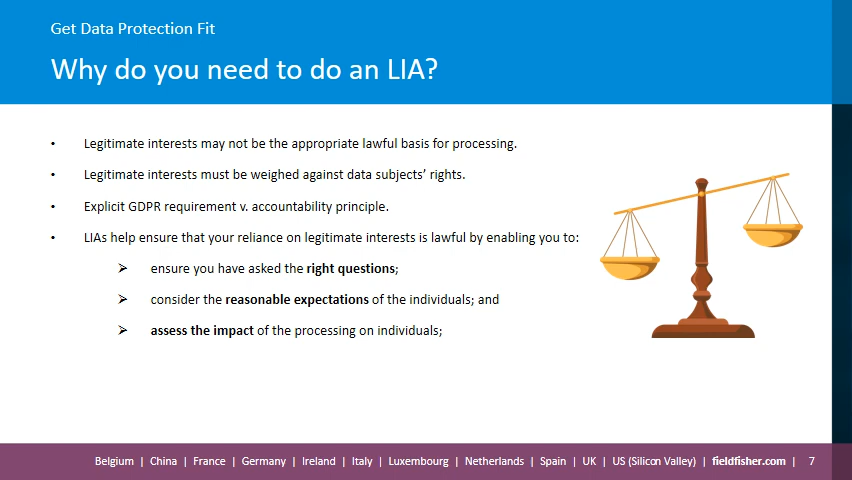 Get Data Protection Fit
Why do you need to do an LIA?
• Legitimate interests may not be the appropriate lawful basis for processing.
• Legitimate interests must be weighed against data subjects’ rights.
• Explicit GDPR requirement v. accountability principle.
• LIAs help ensure that your reliance on legitimate interests is lawful by enabling you to:
➢ ensure you have asked the right questions;
➢ consider the reasonable expectations of the individuals; and
➢ assess the impact of the processing on individuals;
Belgium | China | France | Germany | Ireland | Italy | Luxembourg | Netherlands | Spain | UK | US (Silicon Valley) | fieldfisher.com | 7